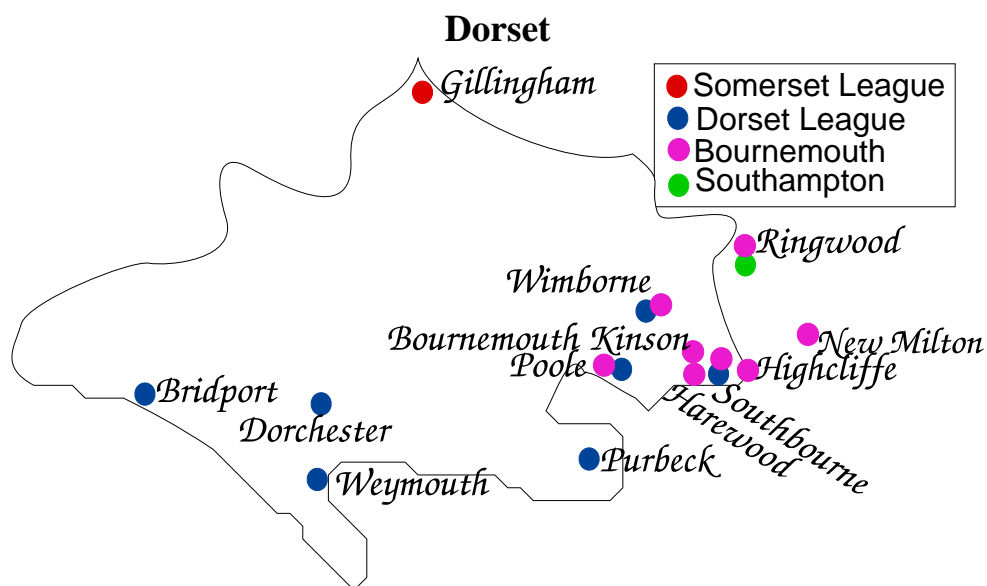 Dorset
Gillingham
Somerset League
Dorset League
Bournemouth
Southampton
Ringwood
Wimborne
Bournemouth Kinson
New Milton
Poole
Highcliffe
Bridport
Harewood
Southbourne
Dorchester
Purbeck
Weymouth